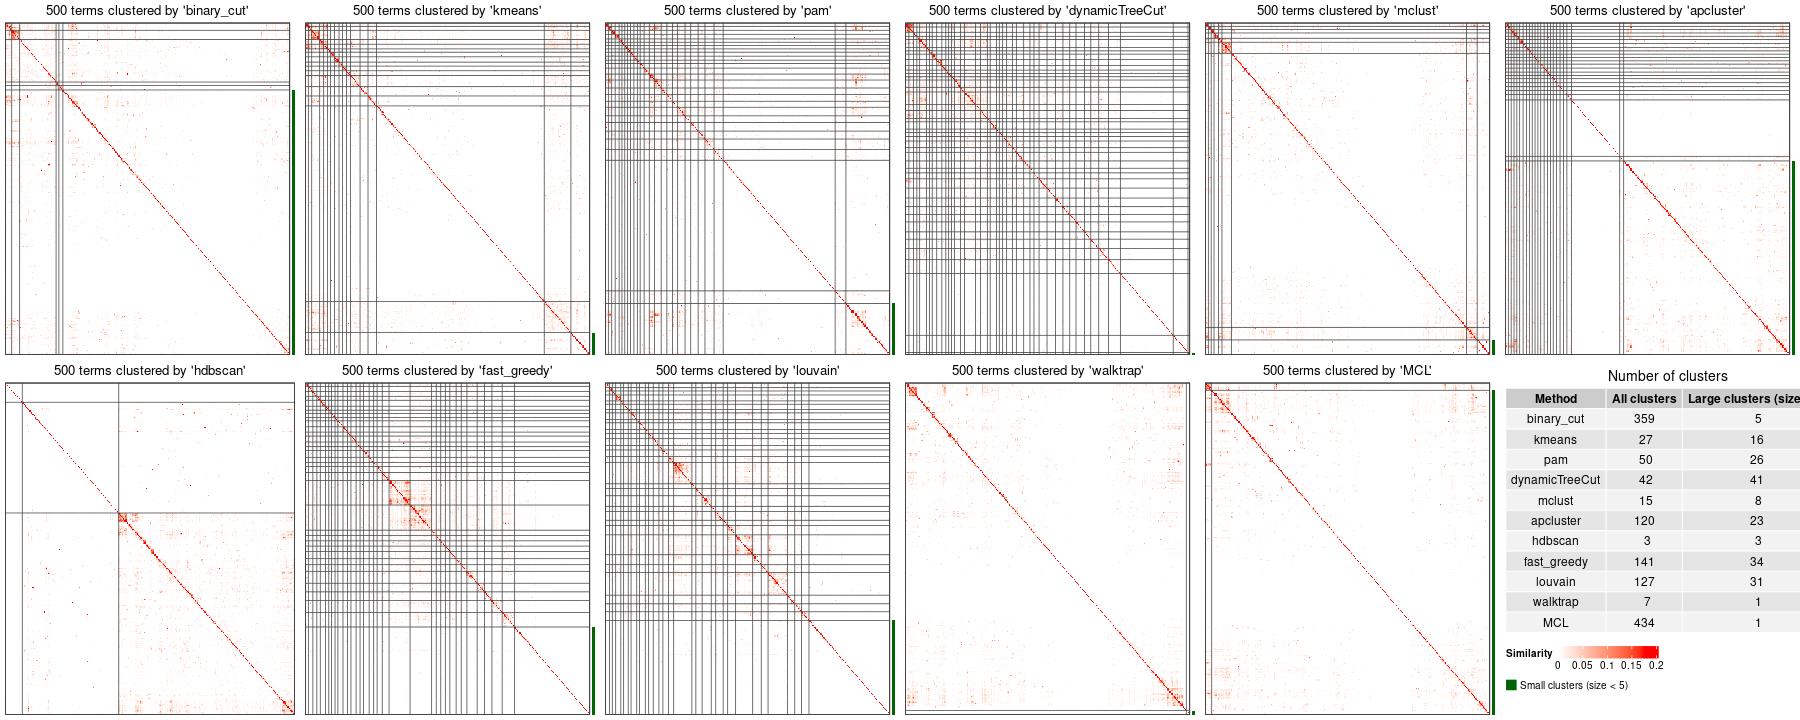 500 terms clustered by 'binary_cut'
500 terms clustered by 'kmeans'
500 terms clustered by 'pam'
500 terms clustered by 'dynamicTreeCut'
500 terms clustered by 'mclust'
500 terms clustered by 'apcluster'
500 terms clustered by 'hdbscan'
500 terms clustered by 'fast_greedy'
500 terms clustered by 'louvain'
500 terms clustered by 'walktrap'
500 terms clustered by 'MCL'
Number of clusters
Method All clusters Large clusters (size
binary_cut 359 5
kmeans 27 16
pam 50 26
dynamicTreeCut 42 41
mclust 15 8
apcluster 120 23
hdbscan 3 3
fast_greedy 141 34
louvain 127 31
walktrap 7 1
MCL 434 1
Similarity
0 0.05 0.1 0.15 0.2
Small clusters (size < 5)